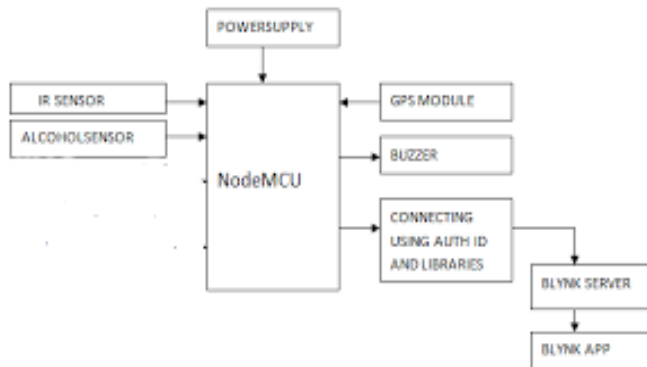 POWERSUPPLY
IR SENSOR
GPS MODULE
ALCOHOLSENSOR
BUZZER
NodeMCU
CONNECTING
USING AUTH ID
AND LIBRARIES
BLYNK SERVER
BLYNK APP